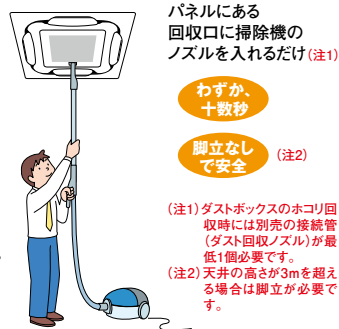 パネルにある
回収口に掃除機の
ノズルを入れるだけ(注1)
わずか、
十数秒
脚立なし
で安全
(注2)
(注1)ダストボックスのホコリ回
収時には別売の接続管
(ダスト回収ノズル)が最
低1個必要です。
(注2)天井の高さが3mを超え
る場合は脚立が必要で
す。